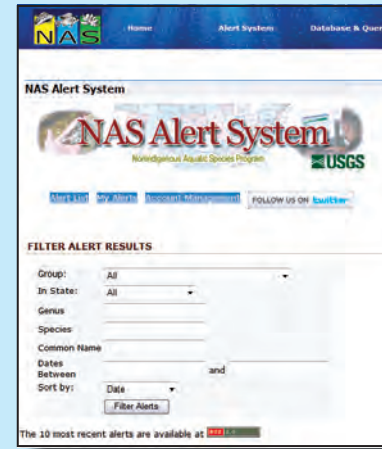 NAS Home Alert System Database & Quer
NAS Alert System
NAS Alert System
Nonindigenous Aquatic Species Program
USGS
Alert List My Alerts Account Management FOLLOW US ON twitter
FILTER ALERT RESULTS
Group: All
In State: All
Genus
Species
Common Name
Dates
Between and
Sort by: Date
Filter Alerts
The 10 most recent alerts are available at